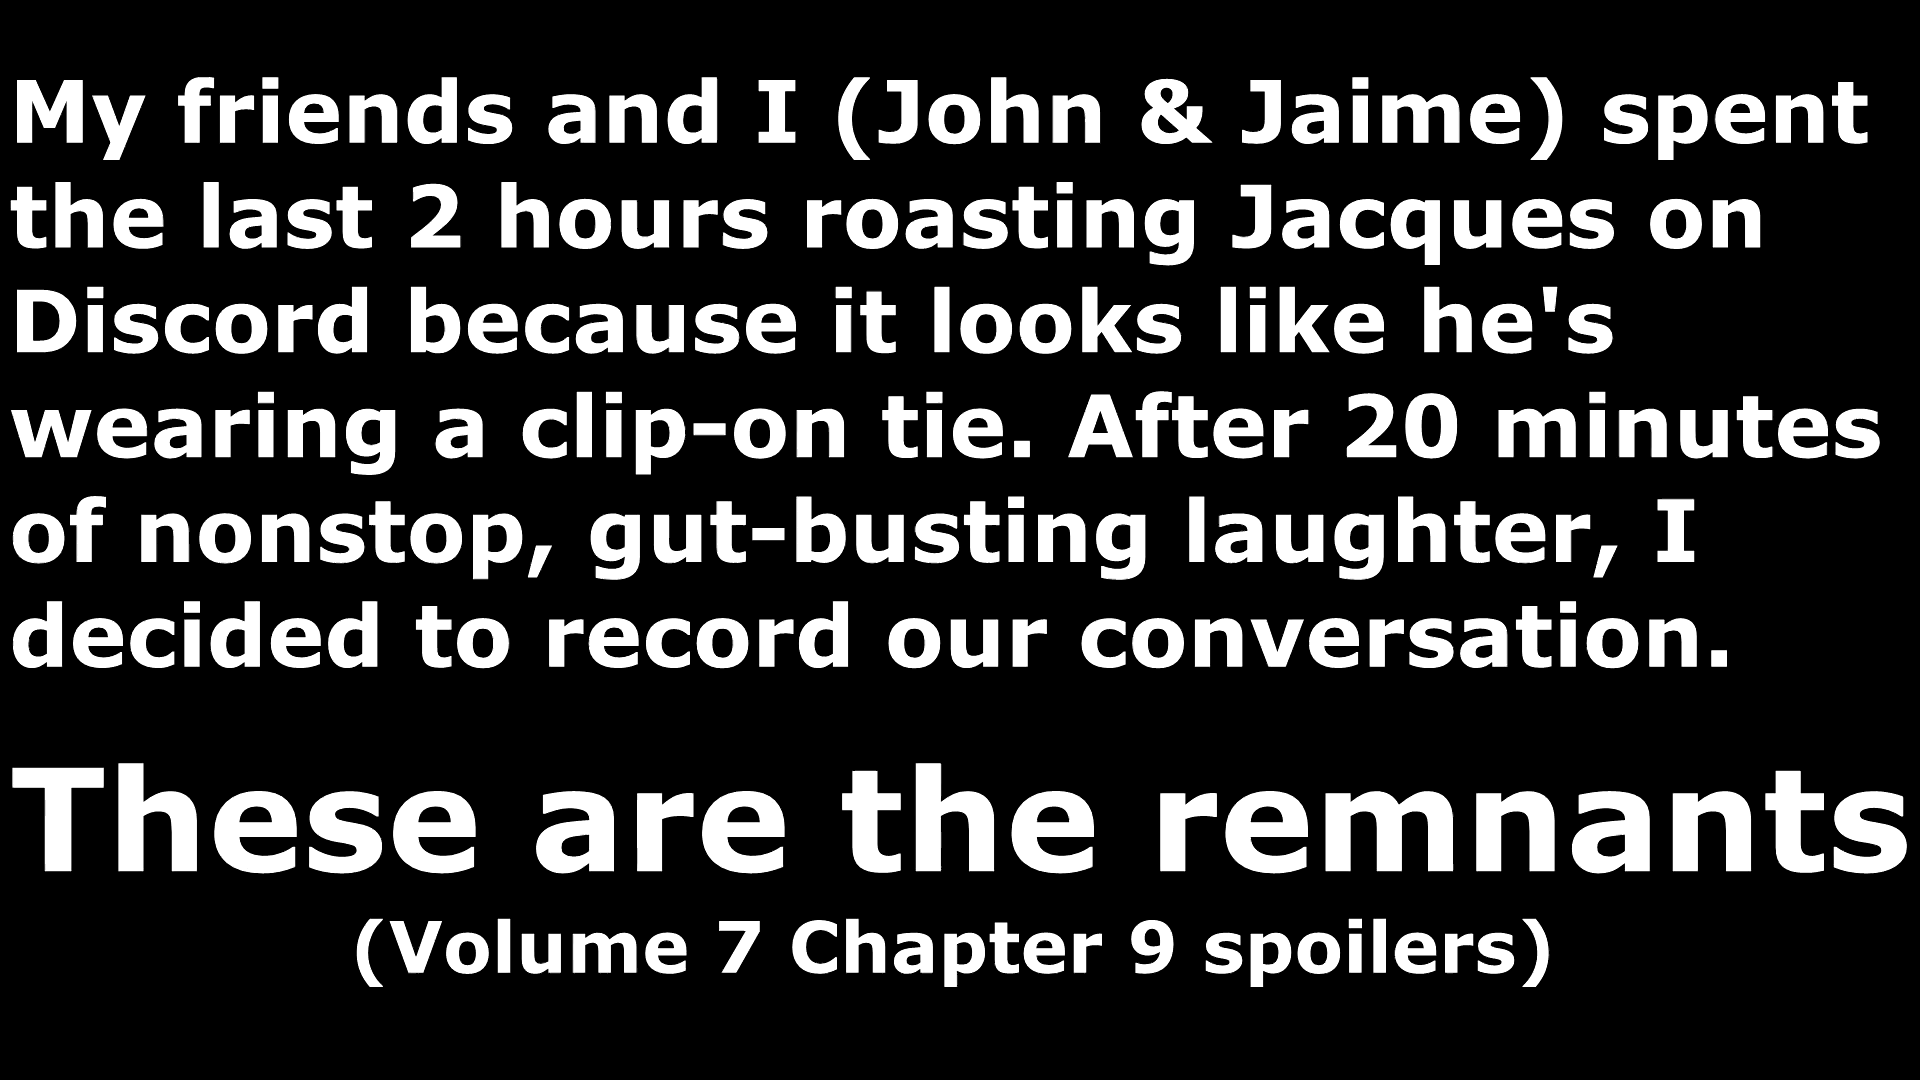 My friends and I (John & Jaime) spent
the last 2 hours roasting Jacques on
Discord because it looks like he's
wearing a clip-on tie. After 20 minutes
of nonstop, gut-busting laughter, I
decided to record our conversation.
These are the remnants
(Volume 7 Chapter 9 spoilers)